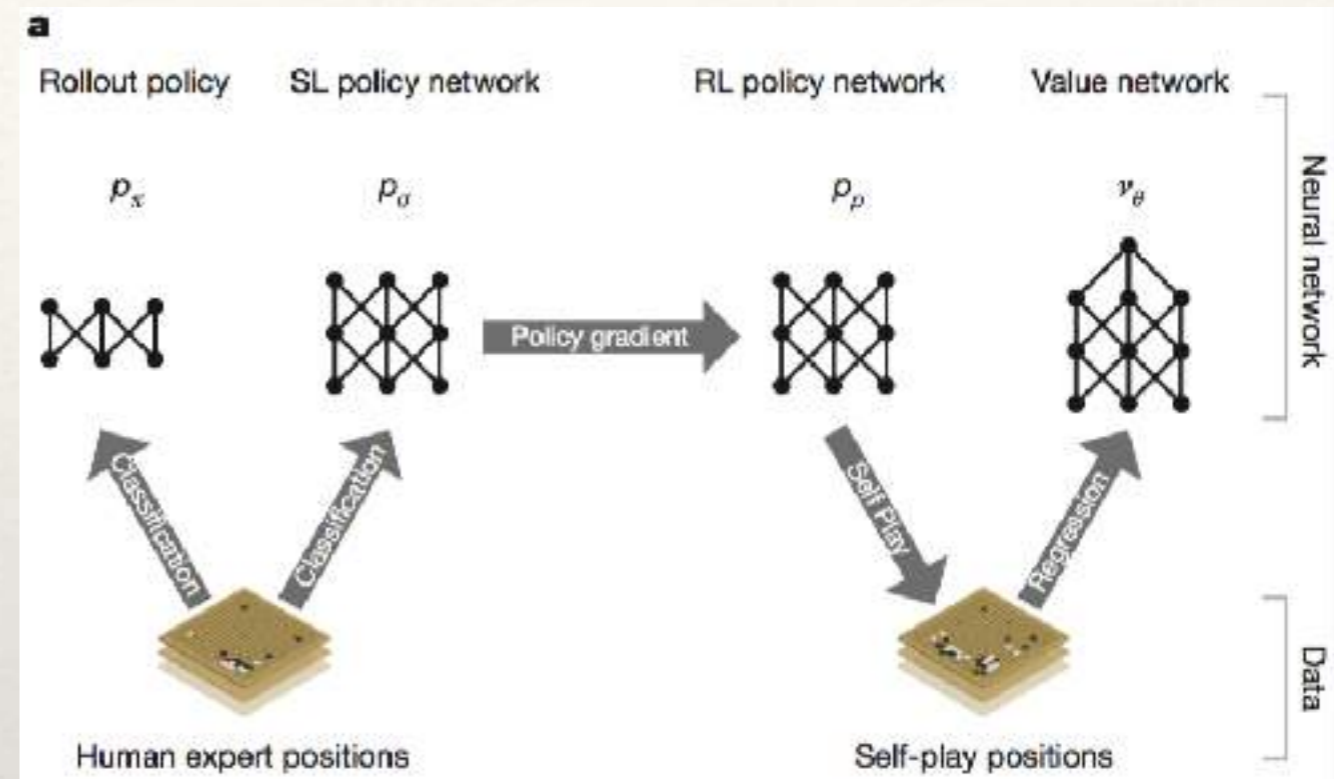 a
Rollout policy SL policy network RL policy network Value network
pπ pσ pρ vθ
Neural network
Policy gradient
Classification Classification Self Play Regression
Data
Human expert positions Self-play positions